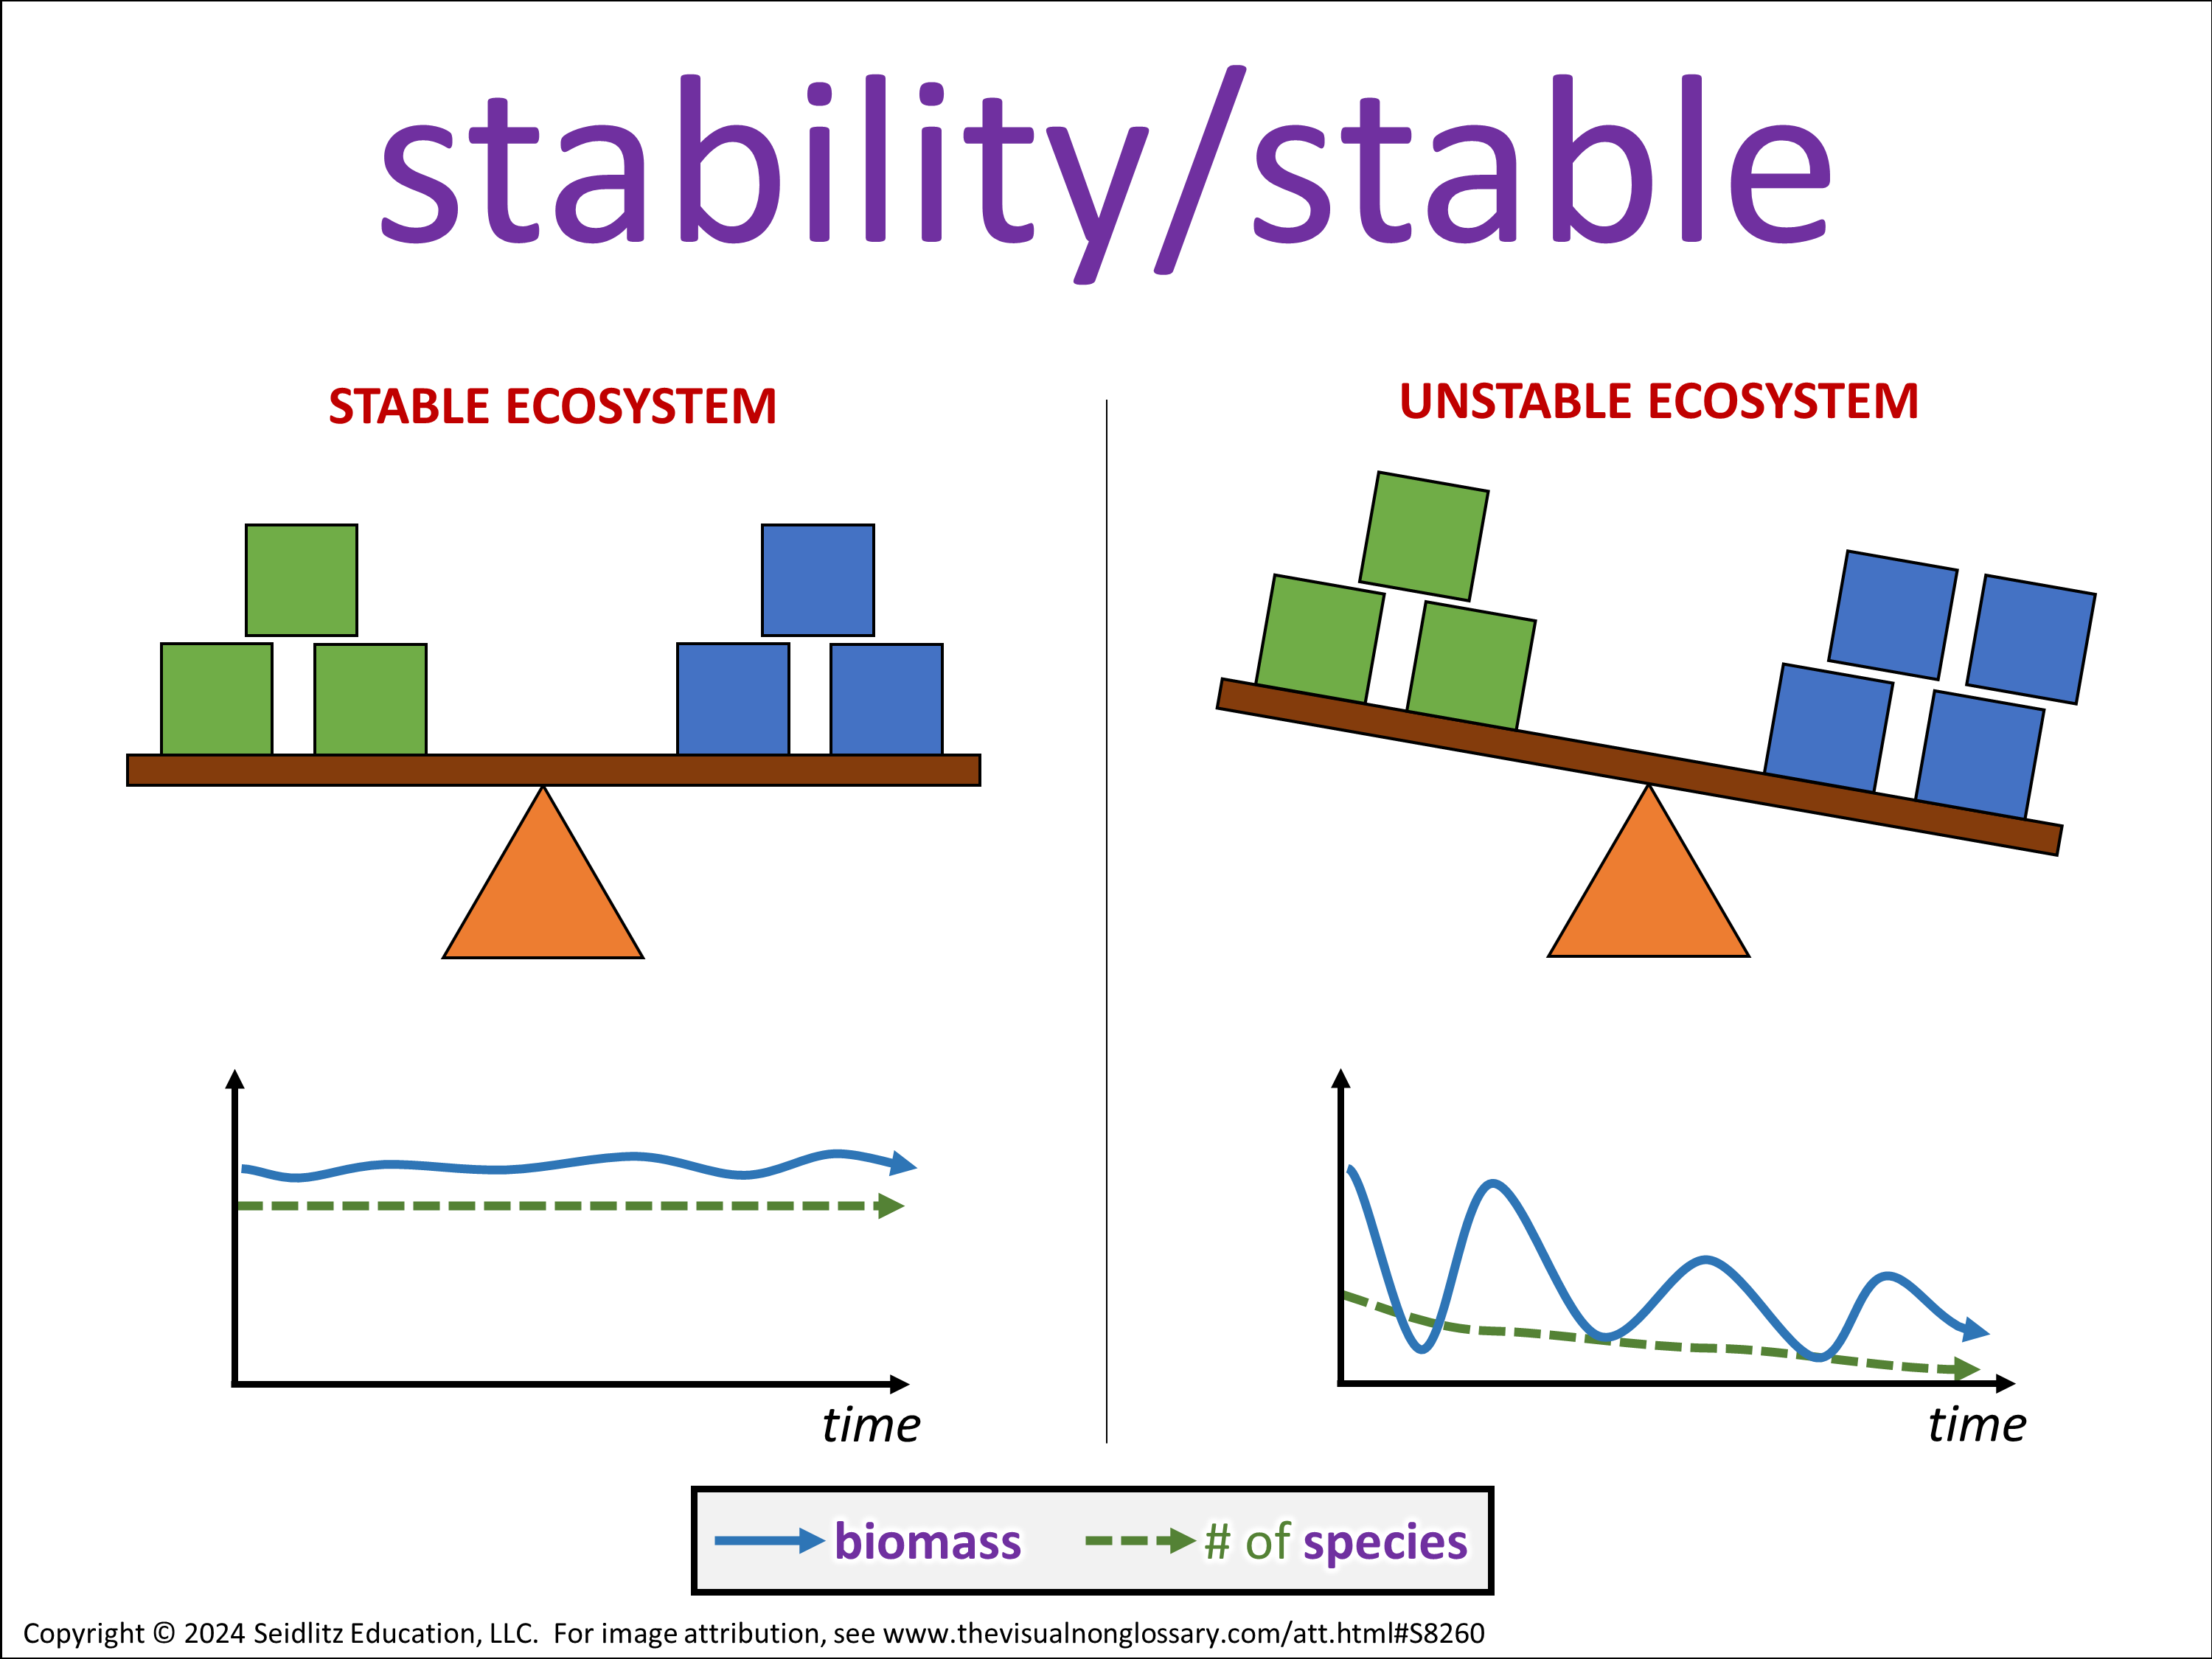 stability/stable
STABLE ECOSYSTEM
UNSTABLE ECOSYSTEM
time
time
biomass
# of species
Copyright © 2024 Seidlitz Education, LLC.  For image attribution, see www.thevisualnonglossary.com/att.html#S8260